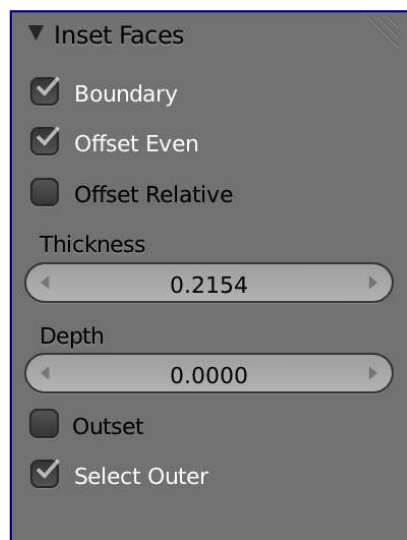 Inset Faces
Boundary
Offset Even
Offset Relative
Thickness
0.2154
Depth
0.0000
Outset
Select Outer